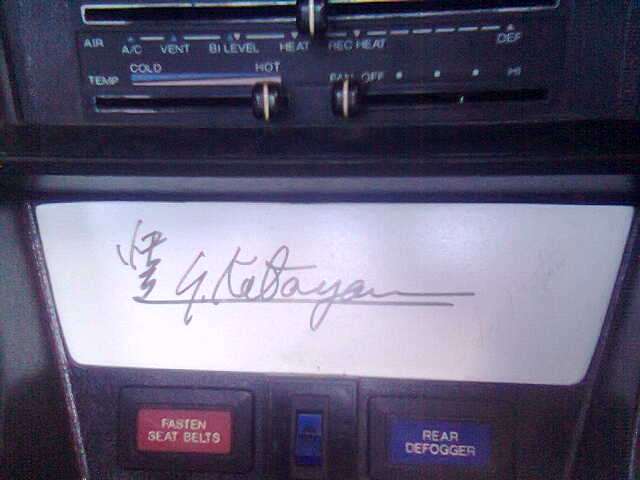 AIR A/C VENT BI LEVEL HEAT REC HEAT DEF
TEMP COLD HOT FAN OFF HI
Y. Katayama
FASTEN
SEAT BELTS
REAR
DEFOGGER